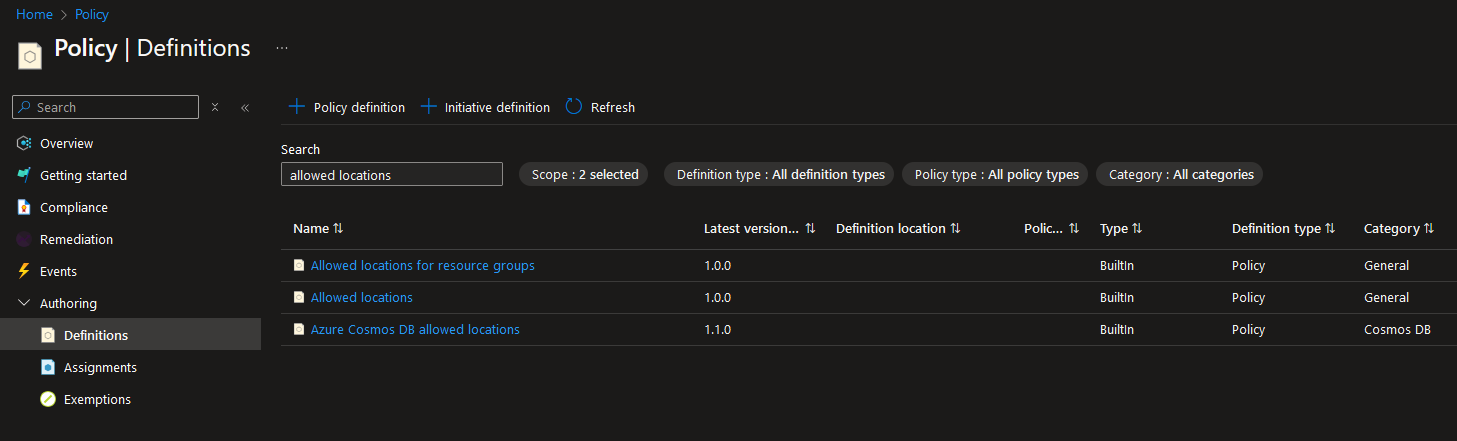 Home > Policy
Policy | Definitions ...
Search
Overview
Getting started
Compliance
Remediation
Events
Authoring
Definitions
Assignments
Exemptions
+ Policy definition + Initiative definition Refresh
Search
allowed locations Scope : 2 selected Definition type : All definition types Policy type : All policy types Category : All categories
Name Latest version... Definition location Polic... Type Definition type Category
Allowed locations for resource groups 1.0.0 BuiltIn Policy General
Allowed locations 1.0.0 BuiltIn Policy General
Azure Cosmos DB allowed locations 1.1.0 BuiltIn Policy Cosmos DB